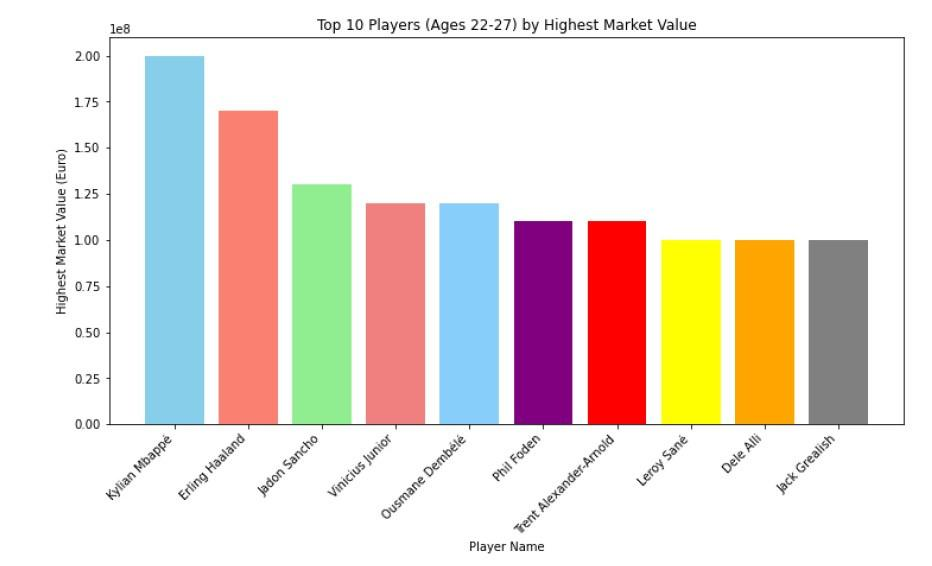 Top 10 Players (Ages 22-27) by Highest Market Value
1e8
2.00
1.75
1.50
1.25
1.00
0.75
0.50
0.25
0.00
Highest Market Value (Euro)
Kylian Mbappé
Erling Haaland
Jadon Sancho
Vinicius Junior
Ousmane Dembélé
Phil Foden
Trent Alexander-Arnold
Leroy Sané
Dele Alli
Jack Grealish
Player Name